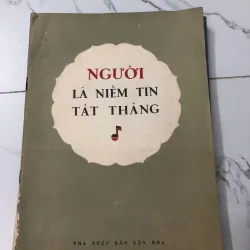 NGƯỜI
LÀ NIỀM TIN
TẤT THẮNG
NHÀ XUẤT BẢN VĂN HÓA